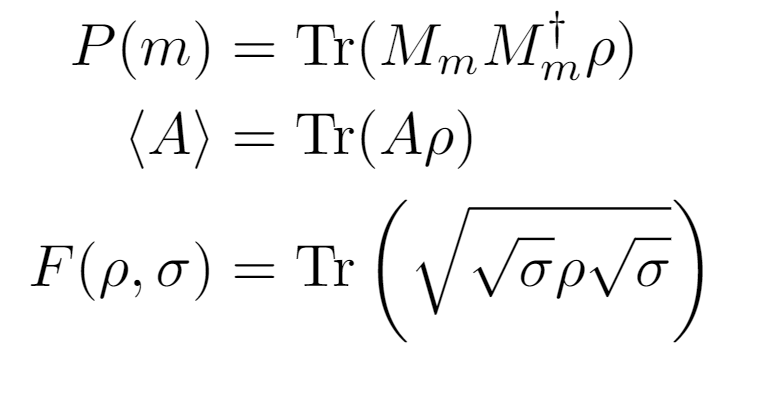 P(m) = Tr(M_m M_m^† ρ)
⟨A⟩ = Tr(Aρ)
F(ρ, σ) = Tr(√(√σ ρ √σ))